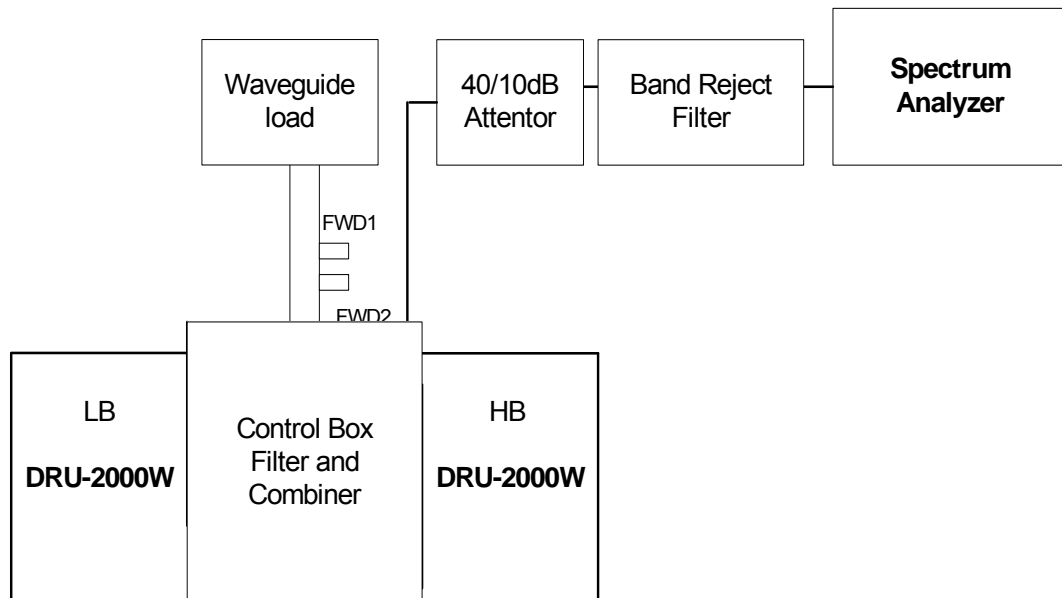 Waveguide
load
40/10dB
Attentor
Band Reject
Filter
Spectrum
Analyzer
FWD1
FWD2
LB
DRU-2000W
Control Box
Filter and
Combiner
HB
DRU-2000W